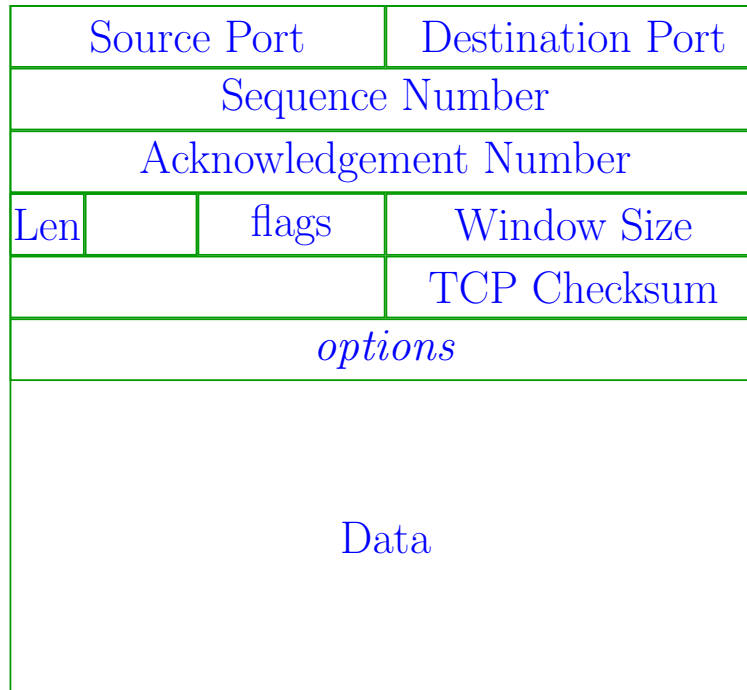 Source Port Destination Port
Sequence Number
Acknowledgement Number
Len flags Window Size
TCP Checksum
options
Data